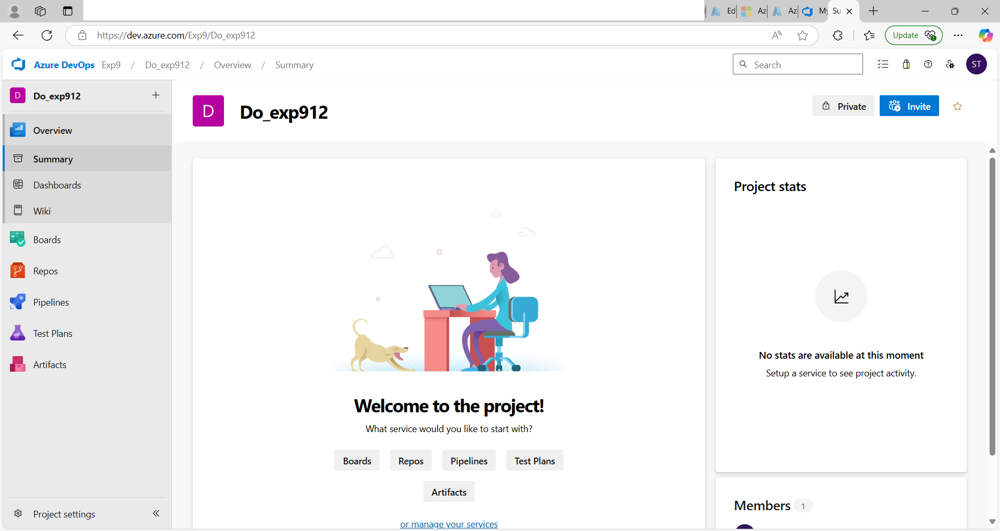 Ed
Az
Az
My
Su
https://dev.azure.com/Exp9/Do_exp912
Update
Azure DevOps Exp9 / Do_exp912 / Overview / Summary
Search
ST
D Do_exp912
Overview
Summary
Dashboards
Wiki
Boards
Repos
Pipelines
Test Plans
Artifacts
Project settings
D Do_exp912
Private
Invite
Welcome to the project!
What service would you like to start with?
Boards Repos Pipelines Test Plans
Artifacts
or manage your services
Project stats
No stats are available at this moment
Setup a service to see project activity.
Members 1